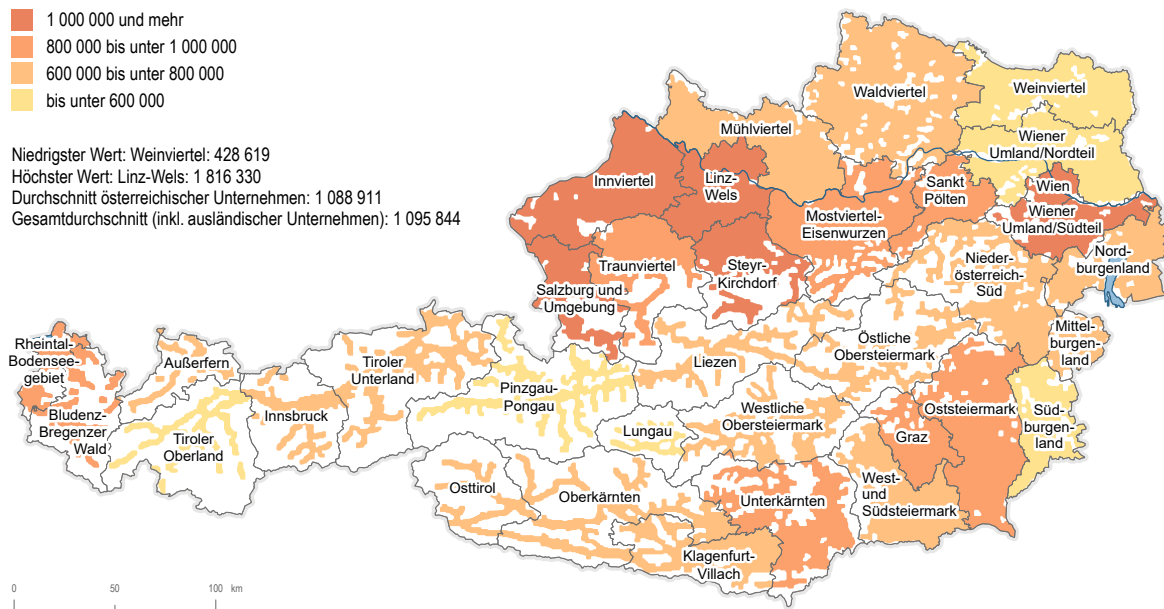 1 000 000 und mehr
800 000 bis unter 1 000 000
600 000 bis unter 800 000
bis unter 600 000
Niedrigster Wert: Weinviertel: 428 619
Höchster Wert: Linz-Wels: 1 816 330
Durchschnitt österreichischer Unternehmen: 1 088 911
Gesamtdurchschnitt (inkl. ausländischer Unternehmen): 1 095 844
Waldviertel
Weinviertel
Mühlviertel
Wiener
Umland/Nordteil
Innviertel
Linz-
Wels
Sankt
Pölten
Wien
Mostviertel-
Eisenwurzen
Wiener
Umland/Südteil
Traunviertel
Steyr-
Kirchdorf
Nieder-
österreich-
Süd
Nord-
burgenland
Salzburg und
Umgebung
Mittel-
burgen-
land
Rheintal-
Bodensee-
gebiet
Außerfern
Tiroler
Unterland
Liezen
Östliche
Obersteiermark
Bludenz-
Bregenzer
Wald
Innsbruck
Pinzgau-
Pongau
Tiroler
Oberland
Lungau
Westliche
Obersteiermark
Graz
Oststeiermark
Süd-
burgen-
land
Osttirol
Oberkärnten
Unterkärnten
West-
und
Südsteiermark
Klagenfurt-
Villach
0 50 100 km